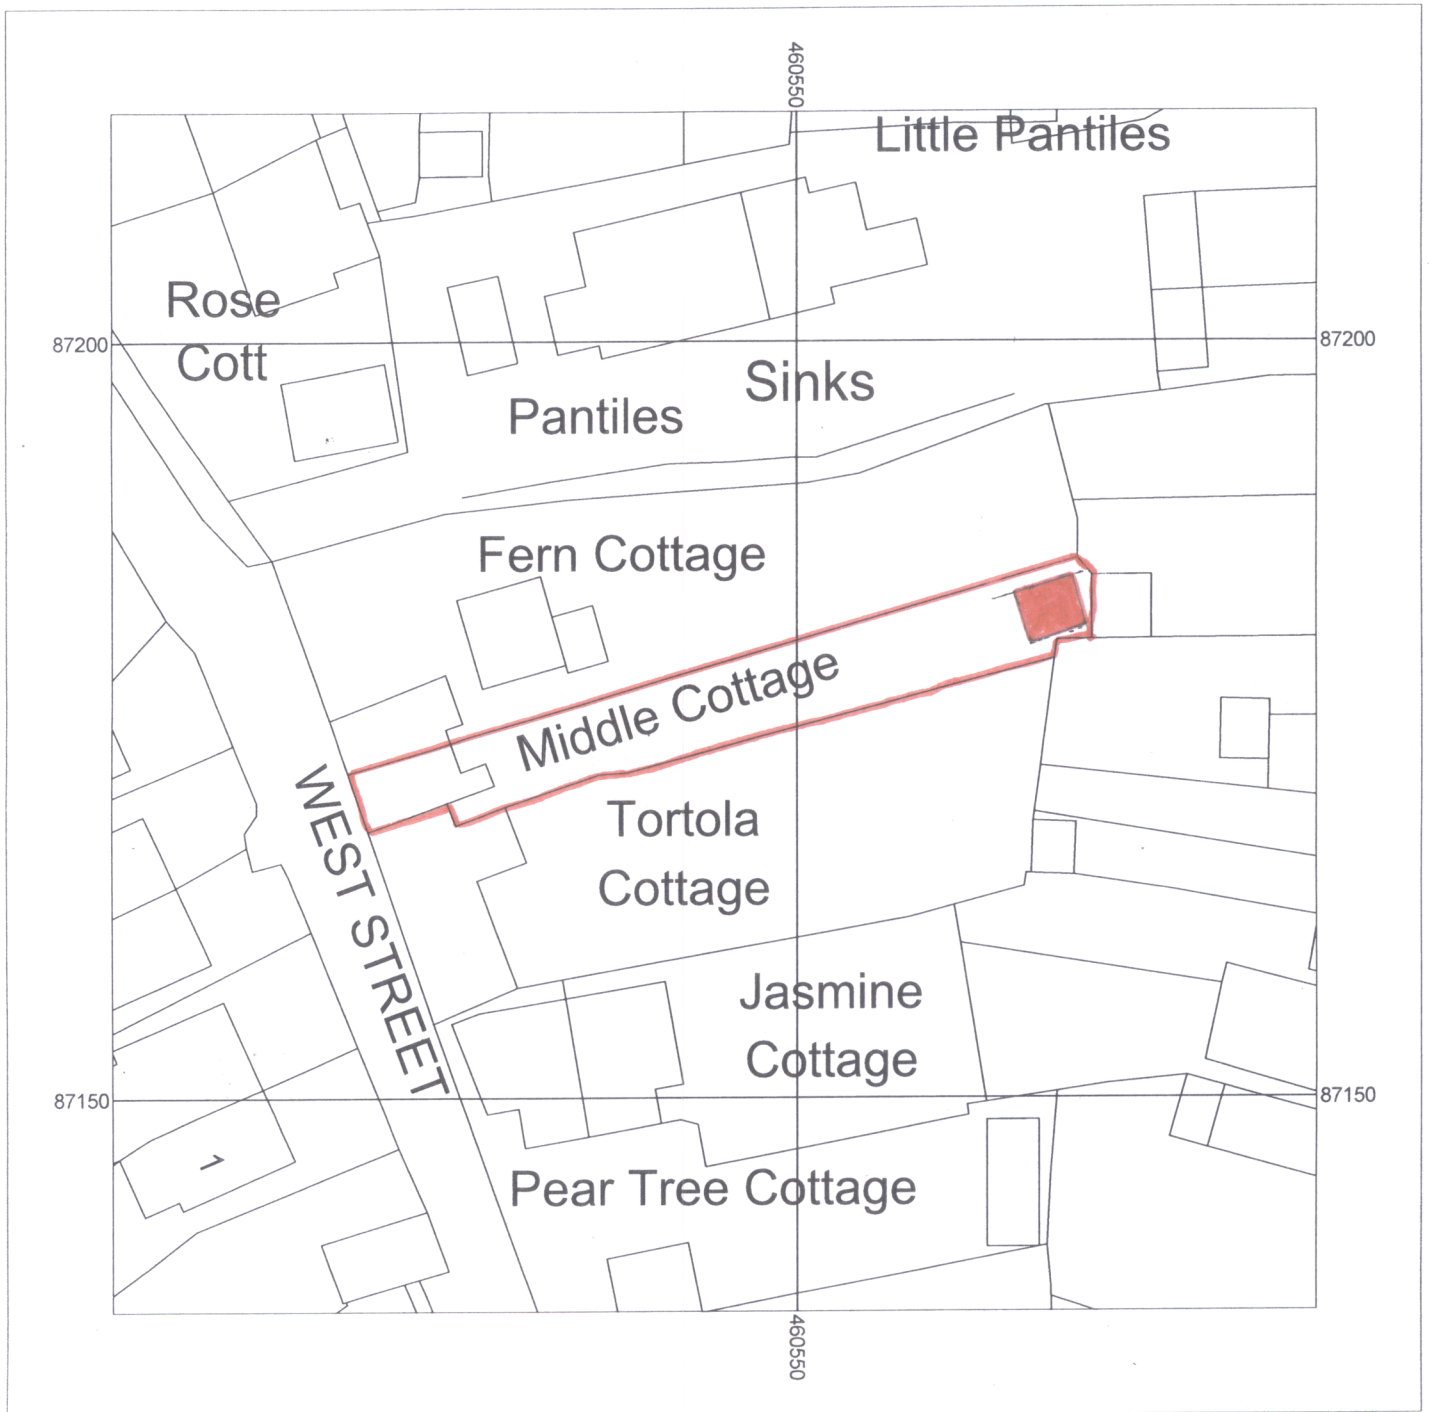 460550
Little Pantiles
Rose
Cott
87200
87200
Sinks
Pantiles
Fern Cottage
Middle Cottage
WEST STREET
Tortola
Cottage
Jasmine
Cottage
87150
87150
1
Pear Tree Cottage
460550